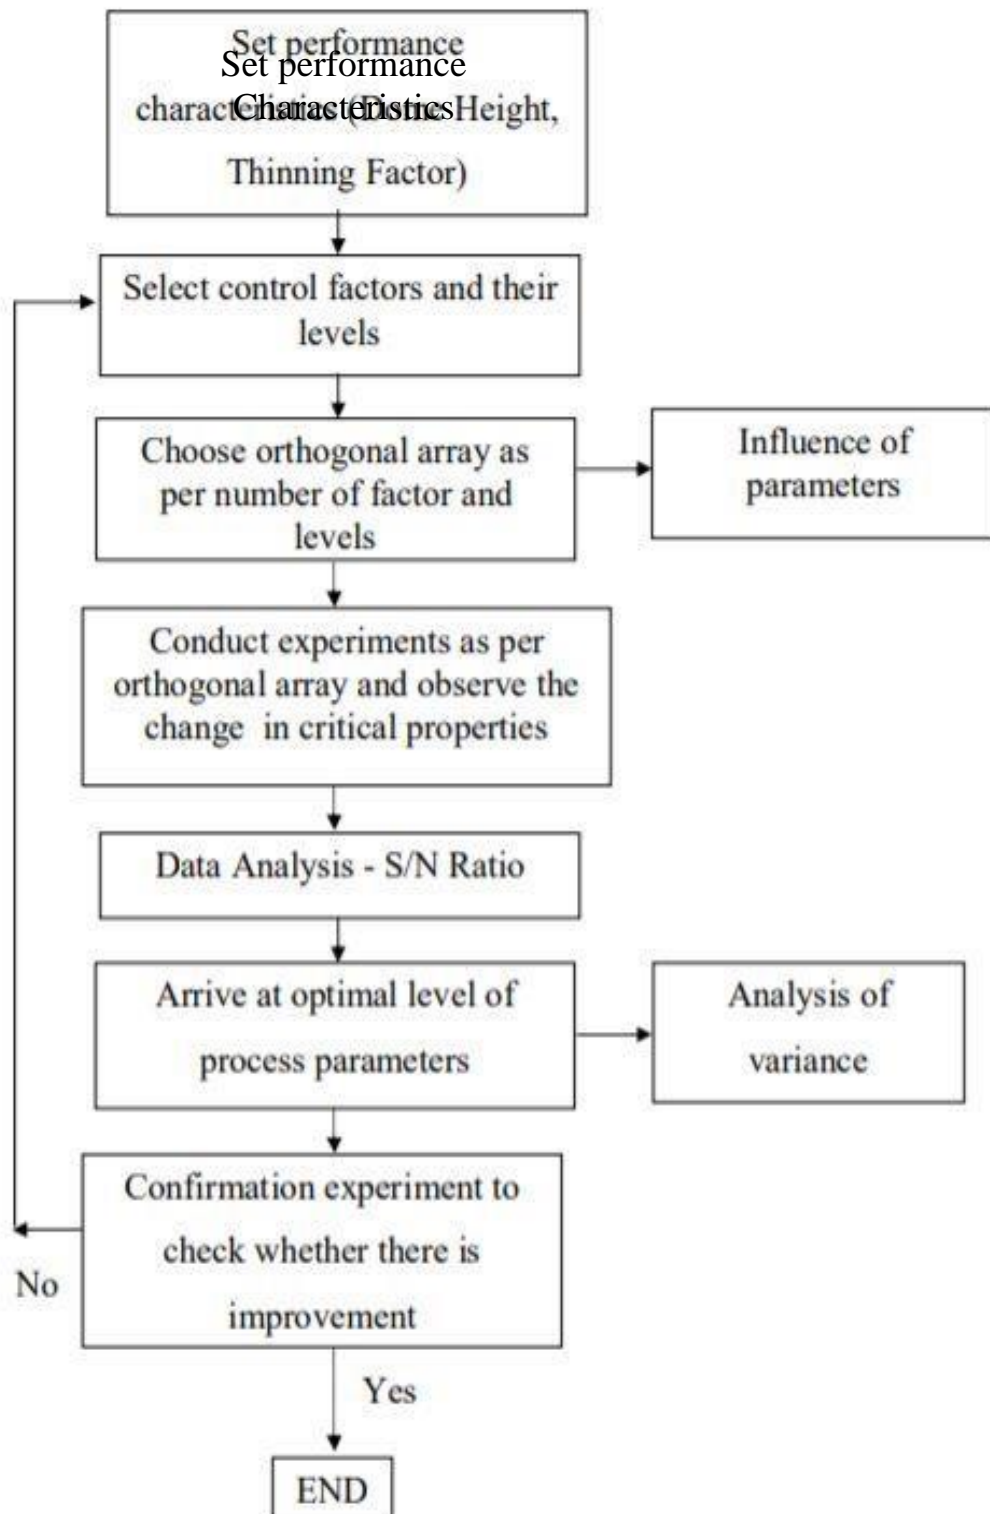 Set performance
Set performance
characteristics (Dome Height,
Characteristics
Thinning Factor)
Select control factors and their
levels
Choose orthogonal array as
per number of factor and
levels
Influence of
parameters
Conduct experiments as per
orthogonal array and observe the
change in critical properties
Data Analysis - S/N Ratio
Arrive at optimal level of
process parameters
Analysis of
variance
Confirmation experiment to
check whether there is
improvement
No
Yes
END